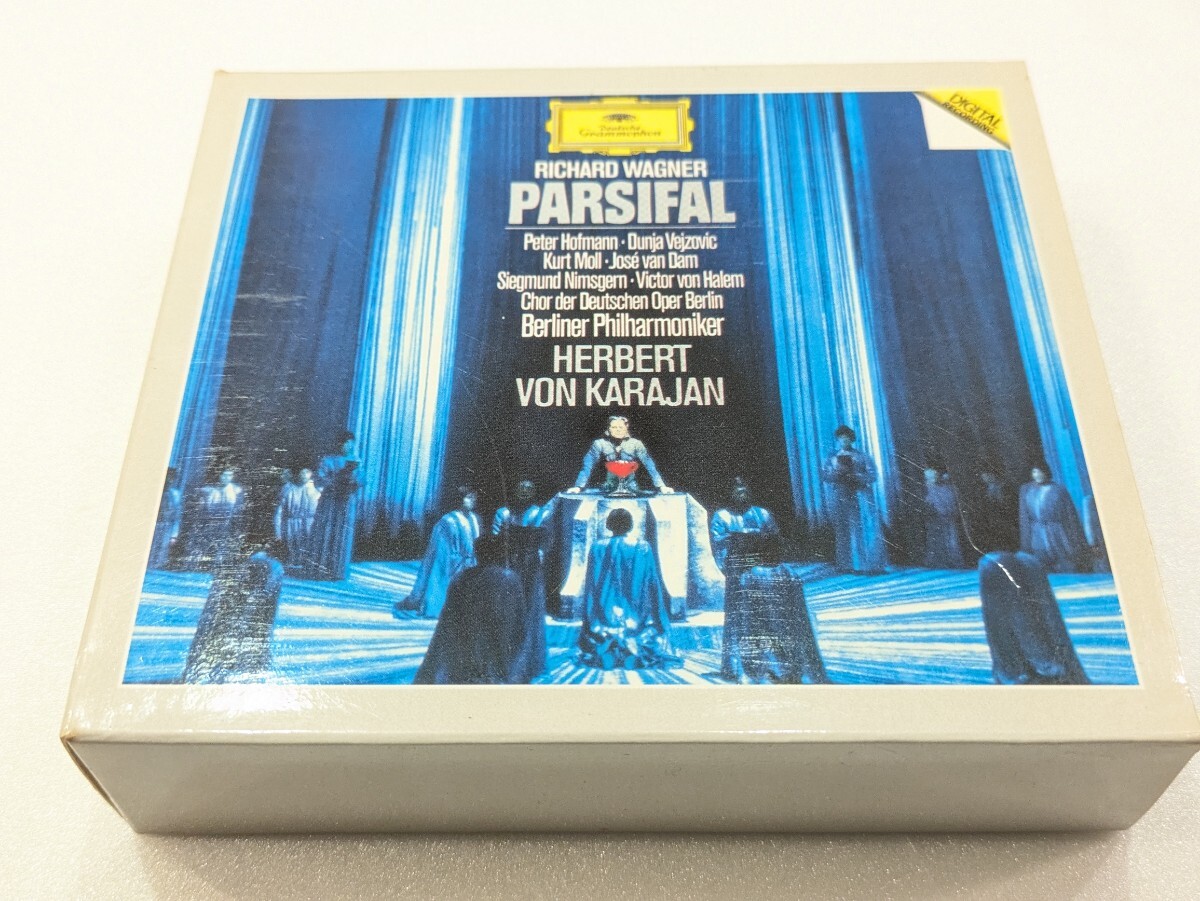 Deutsche
Grammophon
DIGITAL
RECORDING
RICHARD WAGNER
PARSIFAL
Peter Hofmann · Dunja Vejzovic
Kurt Moll · José van Dam
Siegmund Nimsgern · Victor von Halem
Chor der Deutschen Oper Berlin
Berliner Philharmoniker
HERBERT
VON KARAJAN